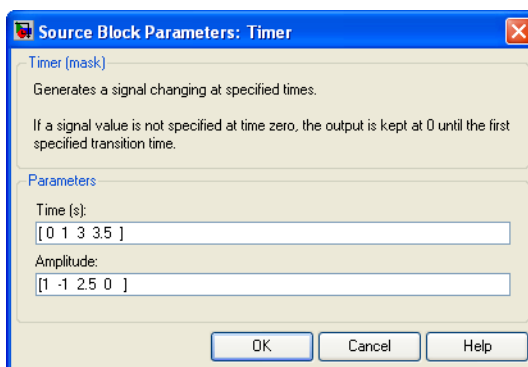 Source Block Parameters: Timer
Timer (mask)
Generates a signal changing at specified times.
If a signal value is not specified at time zero, the output is kept at 0 until the first
specified transition time.
Parameters
Time (s):
[ 0 1 3 3.5 ]
Amplitude:
[1 -1 2.5 0 ]
OK Cancel Help